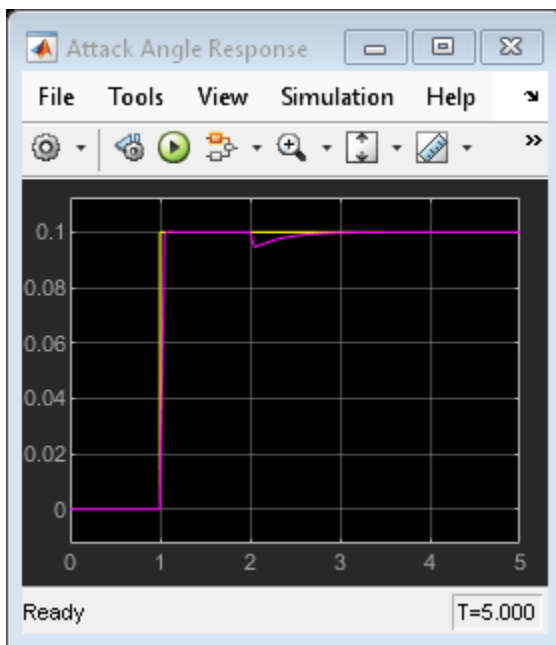 Attack Angle Response
File Tools View Simulation Help
0.1
0.08
0.06
0.04
0.02
0
0 1 2 3 4 5
Ready T=5.000